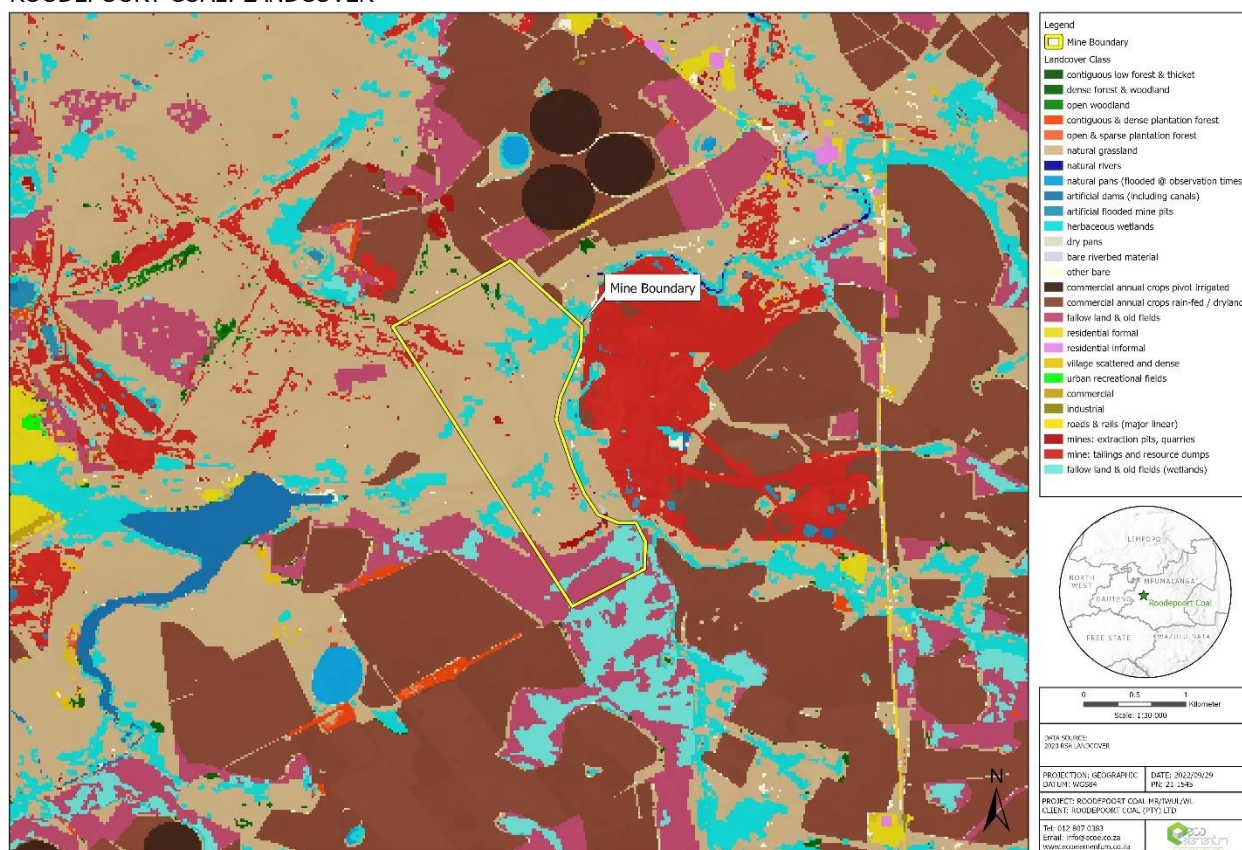 ROODEPOORT COAL: LANDCOVER
Mine Boundary
Legend
Mine Boundary
Landcover Class
contiguous low forest & thicket
dense forest & woodland
open woodland
contiguous & dense plantation forest
open & sparse plantation forest
natural grassland
natural rivers
natural pans (flooded @ observation times
artificial dams (including canals)
artificial flooded mine pits
herbaceous wetlands
dry pans
bare riverbed material
other bare
commercial annual crops pivot irrigated
commercial annual crops rain-fed / dryland
fallow land & old fields
residential formal
residential informal
village scattered and dense
urban recreational fields
commercial
industrial
roads & rails (major linear)
mines: extraction pits, quarries
mine: tailings and resource dumps
fallow land & old fields (wetlands)
LIMPOPO
NORTH WEST
MPUMALANGA
GAUTENG
Roodepoort Coal
FREE STATE
KWAZULU NATAL
0 0.5 1
Kilometer
Scale: 1:30 000
DATA SOURCE:
RSA LANDCOVER
PROJECTION: GEOGRAPHIC
DATUM: WGS84
DATE: 2022/09/29
PN: 21-1545
PROJECT: ROODEPOORT COAL MR/IWUL/WL
CLIENT: ROODEPOORT COAL (PTY) LTD
Tel: 012 807 0383
Email: info@ecoe.co.za
www.ecoelementum.co.za
eco
elementum
N